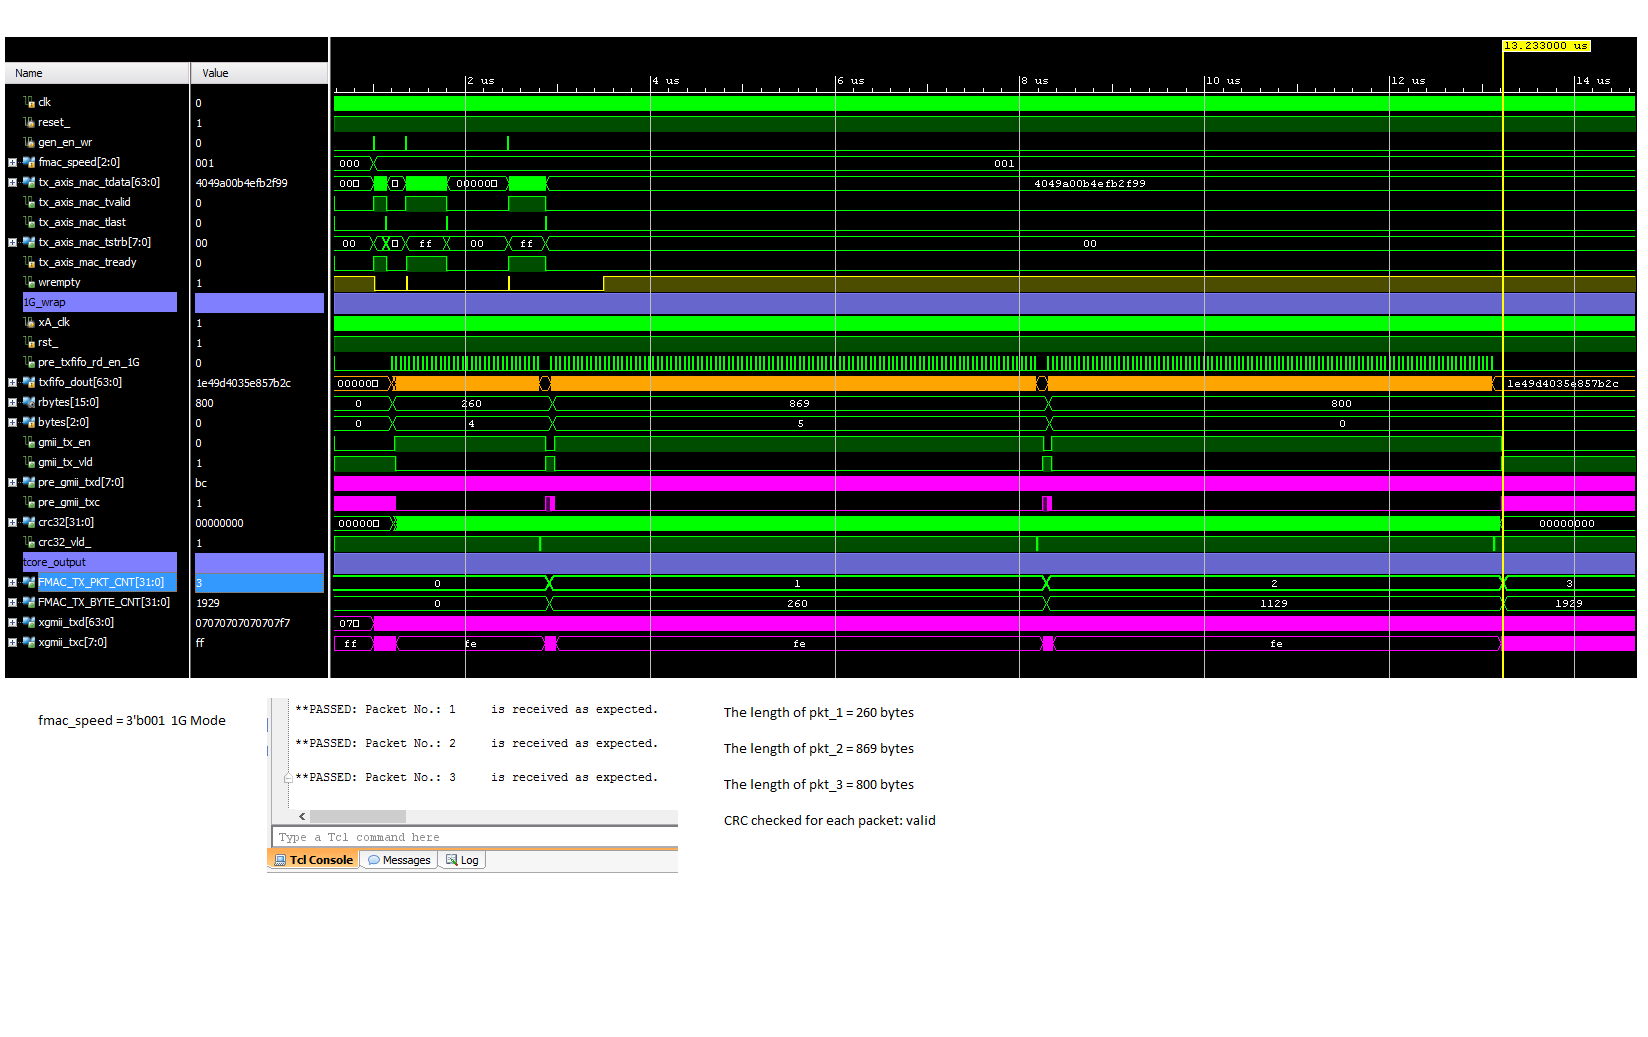 13.233000 us
Name Value
2 us 4 us 6 us 8 us 10 us 12 us 14 us
clk 0
reset_ 1
gen_en_wr 0
fmac_speed[2:0] 001 000 001
tx_axis_mac_tdata[63:0] 4049a00b4efb2f99 00 00000 4049a00b4efb2f99
tx_axis_mac_tvalid 0
tx_axis_mac_tlast 0
tx_axis_mac_tstrb[7:0] 00 00 ff 00 ff 00
tx_axis_mac_tready 0
wrempty 1
1G_wrap
xA_clk 1
rst_ 1
pre_txfifo_rd_en_1G 0
txfifo_dout[63:0] 1e49d4035e857b2c 00000 1e49d4035e857b2c
rbytes[15:0] 800 0 260 869 800
bytes[2:0] 0 0 4 5 0
gmii_tx_en 0
gmii_tx_vld 1
pre_gmii_txd[7:0] bc
pre_gmii_txc 1
crc32[31:0] 00000000 00000 00000000
crc32_vld_ 1
tcore_output
FMAC_TX_PKT_CNT[31:0] 3 0 1 2 3
FMAC_TX_BYTE_CNT[31:0] 1929 0 260 1129 1929
xgmii_txd[63:0] 07070707070707f7 07
xgmii_txc[7:0] ff ff fe fe fe
fmac_speed = 3'b001 1G Mode
**PASSED: Packet No.: 1 is received as expected.
**PASSED: Packet No.: 2 is received as expected.
**PASSED: Packet No.: 3 is received as expected.
Type a Tcl command here
Tcl Console Messages Log
The length of pkt_1 = 260 bytes
The length of pkt_2 = 869 bytes
The length of pkt_3 = 800 bytes
CRC checked for each packet: valid